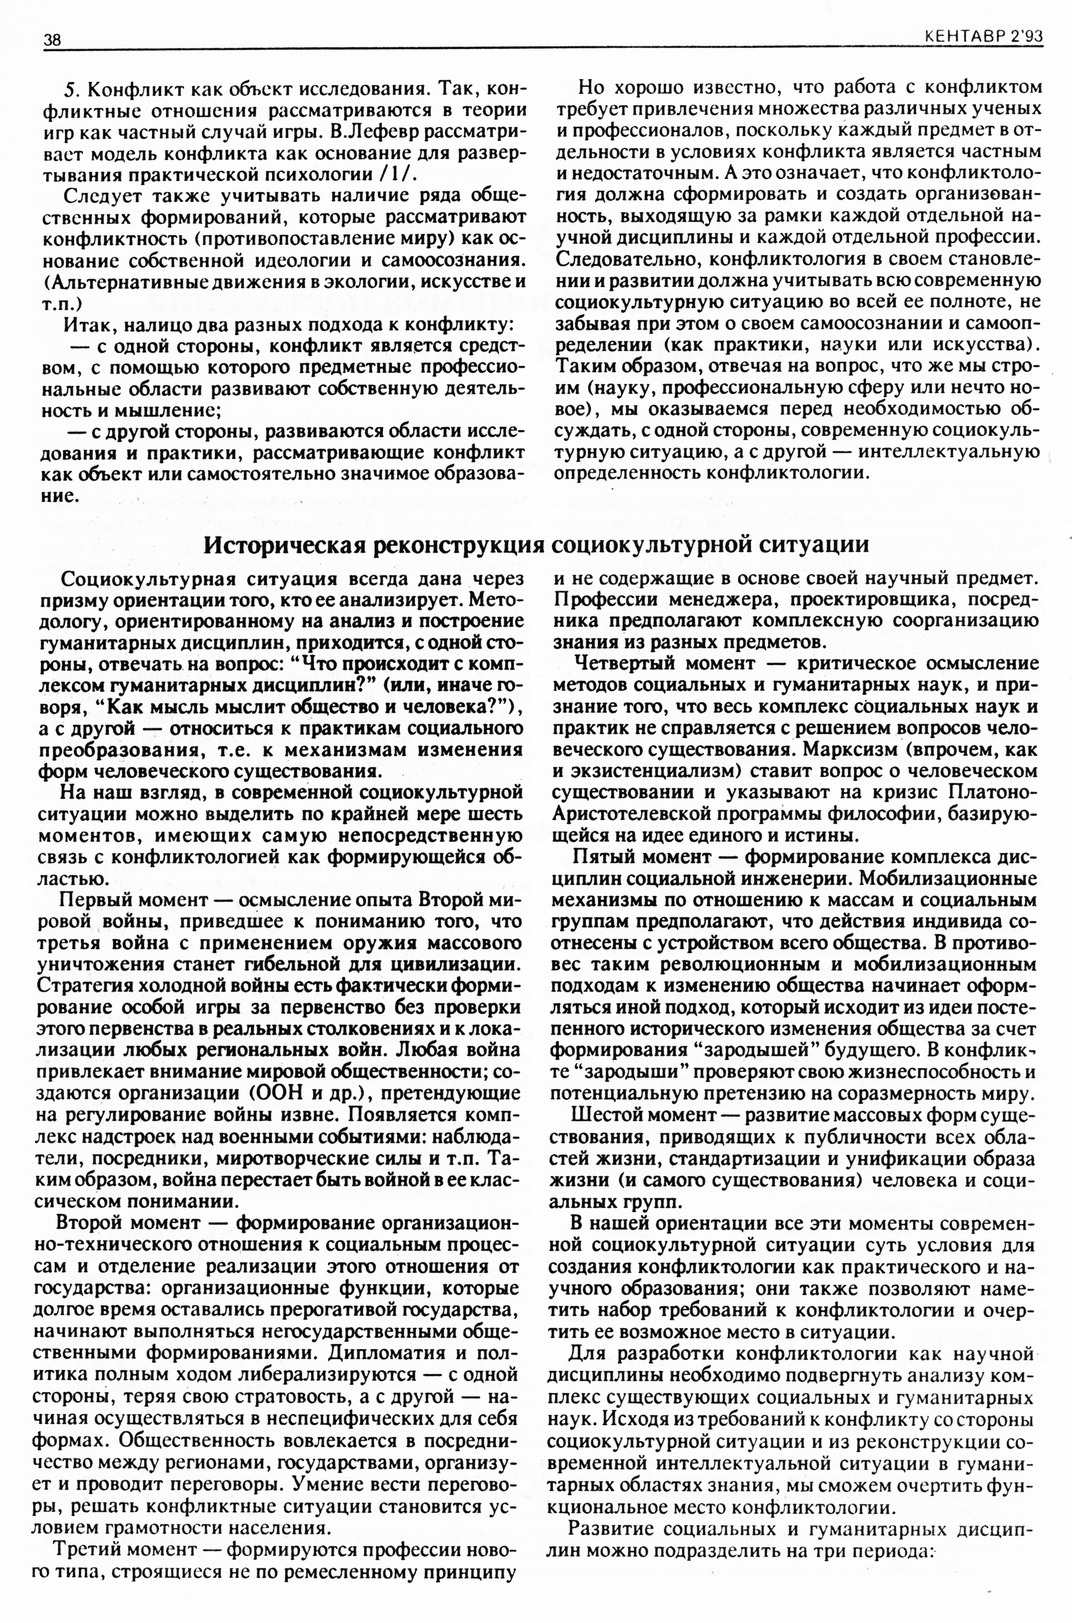 38
КЕНТАВР 2'93
5. Конфликт как объект исследования. Так, кон-
фликтные отношения рассматриваются в теории
игр как частный случай игры. В.Лефевр рассматри-
вает модель конфликта как основание для развер-
тывания практической психологии /1/.
Следует также учитывать наличие ряда обще-
ственных формирований, которые рассматривают
конфликтность (противопоставление миру) как ос-
нование собственной идеологии и самоосознания.
(Альтернативные движения в экологии, искусстве и
т.п.)
Итак, налицо два разных подхода к конфликту:
— с одной стороны, конфликт является средст-
вом, с помощью которого предметные профессио-
нальные области развивают собственную деятель-
ность и мышление;
— с другой стороны, развиваются области иссле-
дования и практики, рассматривающие конфликт
как объект или самостоятельно значимое образова-
ние.
Но хорошо известно, что работа с конфликтом
требует привлечения множества различных ученых
и профессионалов, поскольку каждый предмет в от-
дельности в условиях конфликта является частным
и недостаточным. А это означает, что конфликтоло-
гия должна сформировать и создать организован-
ность, выходящую за рамки каждой отдельной на-
учной дисциплины и каждой отдельной профессии.
Следовательно, конфликтология в своем становле-
нии и развитии должна учитывать всю современную
социокультурную ситуацию во всей ее полноте, не
забывая при этом о своем самоосознании и самооп-
ределении (как практики, науки или искусства).
Таким образом, отвечая на вопрос, что же мы стро-
им (науку, профессиональную сферу или нечто но-
вое), мы оказываемся перед необходимостью об-
суждать, с одной стороны, современную социокуль-
турную ситуацию, а с другой — интеллектуальную
определенность конфликтологии.
Историческая реконструкция социокультурной ситуации
Социокультурная ситуация всегда дана через
призму ориентации того, кто ее анализирует. Мето-
дологу, ориентированному на анализ и построение
гуманитарных дисциплин, приходится, с одной сто-
роны, отвечать на вопрос: “Что происходит с комп-
лексом гуманитарных дисциплин?” (или, иначе го-
воря, “Как мысль мыслит общество и человека?”),
а с другой — относиться к практикам социального
преобразования, т.е. к механизмам изменения
форм человеческого существования.
На наш взгляд, в современной социокультурной
ситуации можно выделить по крайней мере шесть
моментов, имеющих самую непосредственную
связь с конфликтологией как формирующейся об-
ластью.
Первый момент — осмысление опыта Второй ми-
ровой войны, приведшее к пониманию того, что
третья война с применением оружия массового
уничтожения станет гибельной для цивилизации.
Стратегия холодной войны есть фактически форми-
рование особой игры за первенство без проверки
этого первенства в реальных столкновениях и к лока-
лизации любых региональных войн. Любая война
привлекает внимание мировой общественности; со-
здаются организации (ООН и др.), претендующие
на регулирование войны извне. Появляется комп-
лекс надстроек над военными событиями: наблюда-
тели, посредники, миротворческие силы и т.п. Та-
ким образом, война перестает быть войной в ее клас-
сическом понимании.
Второй момент — формирование организацион-
но-технического отношения к социальным процес-
сам и отделение реализации этого отношения от
государства: организационные функции, которые
долгое время оставались прерогативой государства,
начинают выполняться негосударственными обще-
ственными формированиями. Дипломатия и пол-
итика полным ходом либерализируются — с одной
стороны, теряя свою стратовость, а с другой — на-
чиная осуществляться в неспецифических для себя
формах. Общественность вовлекается в посредни-
чество между регионами, государствами, организу-
ет и проводит переговоры. Умение вести перегово-
ры, решать конфликтные ситуации становится ус-
ловием грамотности населения.
Третий момент — формируются профессии ново-
го типа, строящиеся не по ремесленному принципу
и не содержащие в основе своей научный предмет.
Профессии менеджера, проектировщика, посред-
ника предполагают комплексную соорганизацию
знания из разных предметов.
Четвертый момент — критическое осмысление
методов социальных и гуманитарных наук, и при-
знание того, что весь комплекс социальных наук и
практик не справляется с решением вопросов чело-
веческого существования. Марксизм (впрочем, как
и экзистенциализм) ставит вопрос о человеческом
существовании и указывают на кризис Платоно-
Аристотелевской программы философии, базирую-
щейся на идее единого и истины.
Пятый момент — формирование комплекса дис-
циплин социальной инженерии. Мобилизационные
механизмы по отношению к массам и социальным
группам предполагают, что действия индивида со-
отнесены с устройством всего общества. В противо-
вес таким революционным и мобилизационным
подходам к изменению общества начинает оформ-
ляться иной подход, который исходит из идеи посте-
пенного исторического изменения общества за счет
формирования “зародышей” будущего. В конфлик-
те “зародыши” проверяют свою жизнеспособность и
потенциальную претензию на соразмерность миру.
Шестой момент — развитие массовых форм суще-
ствования, приводящих к публичности всех обла-
стей жизни, стандартизации и унификации образа
жизни (и самого существования) человека и соци-
альных групп.
В нашей ориентации все эти моменты современ-
ной социокультурной ситуации суть условия для
создания конфликтологии как практического и на-
учного образования; они также позволяют наме-
тить набор требований к конфликтологии и очер-
тить ее возможное место в ситуации.
Для разработки конфликтологии как научной
дисциплины необходимо подвергнуть анализу ком-
плекс существующих социальных и гуманитарных
наук. Исходя из требований к конфликту со стороны
социокультурной ситуации и из реконструкции со-
временной интеллектуальной ситуации в гумани-
тарных областях знания, мы сможем очертить фун-
кциональное место конфликтологии.
Развитие социальных и гуманитарных дисцип-
лин можно подразделить на три периода: